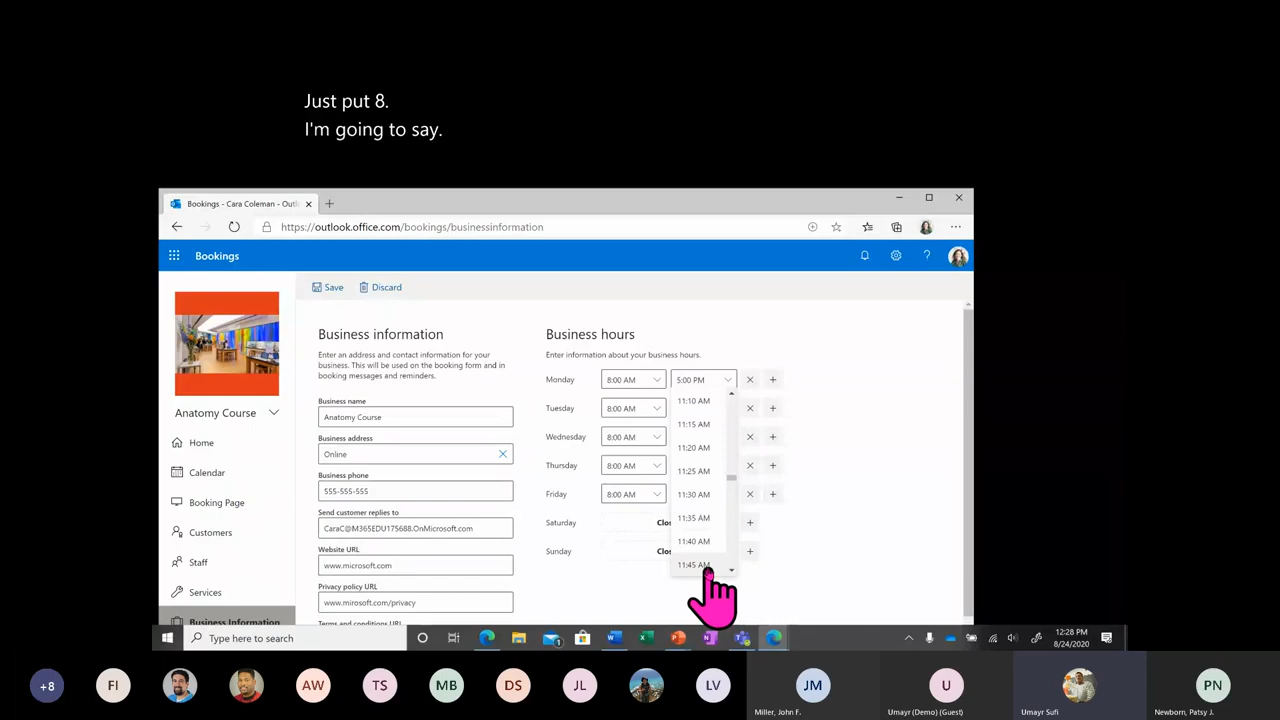 Just put 8.
I'm going to say.
Bookings - Cara Coleman - Outl
https://outlook.office.com/bookings/businessinformation
Bookings
Save
Discard
Anatomy Course
Home
Calendar
Booking Page
Customers
Staff
Services
Business Information
Business information
Enter an address and contact information for your
business. This will be used on the booking form and in
booking messages and reminders.
Business name
Anatomy Course
Business address
Online
Business phone
555-555-555
Send customer replies to
CaraC@M365EDU175688.OnMicrosoft.com
Website URL
www.microsoft.com
Privacy policy URL
www.mirosoft.com/privacy
Terms and conditions URL
Business hours
Enter information about your business hours.
Monday 8:00 AM 5:00 PM
Tuesday 8:00 AM
Wednesday 8:00 AM
Thursday 8:00 AM
Friday 8:00 AM
Saturday Clo
Sunday Clo
11:10 AM
11:15 AM
11:20 AM
11:25 AM
11:30 AM
11:35 AM
11:40 AM
11:45 AM
Type here to search
12:28 PM
8/24/2020
+8
FI
AW
TS
MB
DS
JL
LV
JM
Miller, John F.
U
Umayr (Demo) (Guest)
Umayr Sufi
PN
Newborn, Patsy J.